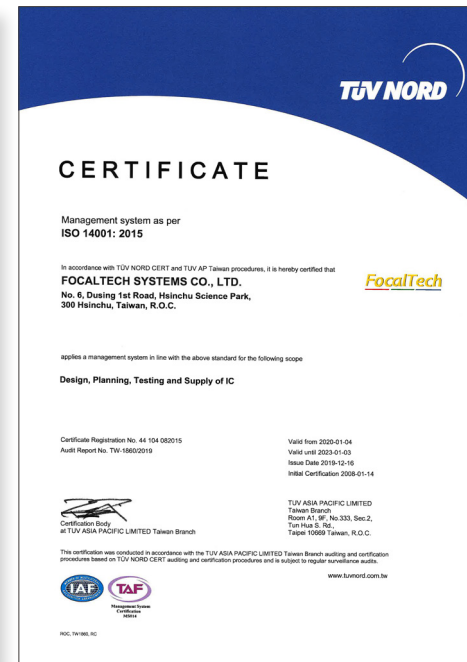 TÜV NORD
CERTIFICATE
Management system as per
ISO 14001: 2015
In accordance with TÜV NORD CERT and TUV AP Taiwan procedures, it is hereby certified that
FOCALTECH SYSTEMS CO., LTD.
No. 6, Dusing 1st Road, Hsinchu Science Park,
300 Hsinchu, Taiwan, R.O.C.
FocalTech
applies a management system in line with the above standard for the following scope
Design, Planning, Testing and Supply of IC
Certificate Registration No. 44 104 082015
Audit Report No. TW-1860/2019
Valid from 2020-01-04
Valid until 2023-01-03
Issue Date 2019-12-16
Initial Certification 2008-01-14
Certification Body
at TUV ASIA PACIFIC LIMITED Taiwan Branch
TUV ASIA PACIFIC LIMITED
Taiwan Branch
Room A1, 9F, No.333, Sec.2,
Tun Hua S. Rd.,
Taipei 10669 Taiwan, R.O.C.
This certification was conducted in accordance with the TUV ASIA PACIFIC LIMITED Taiwan Branch auditing and certification
procedures based on TÜV NORD CERT auditing and certification procedures and is subject to regular surveillance audits.
www.tuvnord.com.tw
IAF
TAF
Management System
Certification
MS014
ROC, TW1860, RC